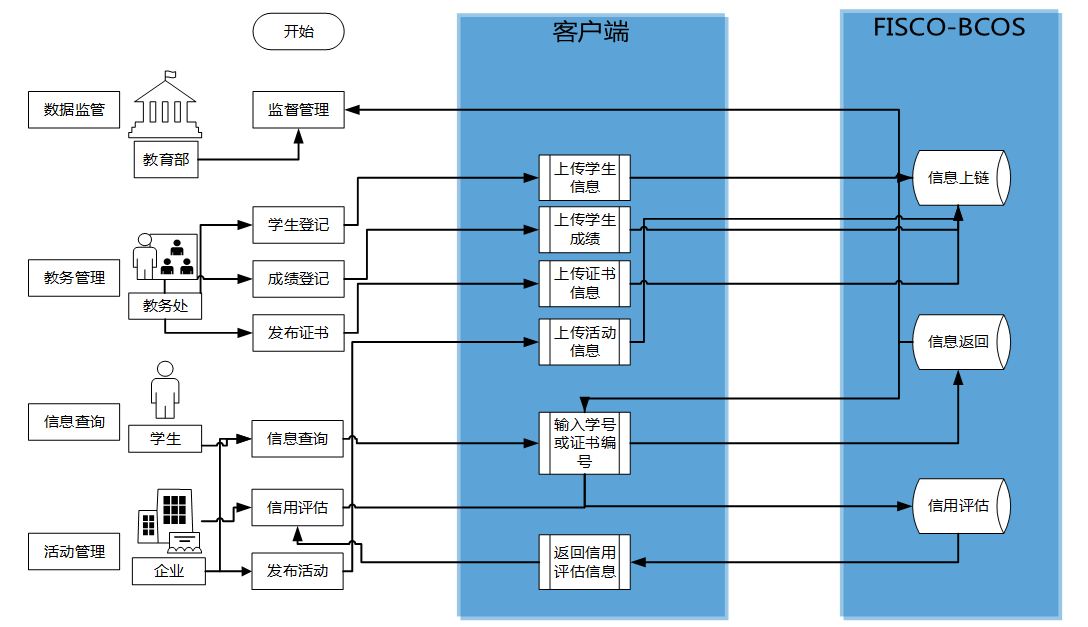 开始
客户端
FISCO-BCOS
数据监管
监督管理
教育部
上传学生
信息
信息上链
学生登记
上传学生
成绩
教务管理
成绩登记
上传证书
信息
教务处
发布证书
上传活动
信息
信息返回
信息查询
学生
信息查询
输入学号
或证书编
号
信用评估
信用评估
活动管理
企业
发布活动
返回信用
评估信息